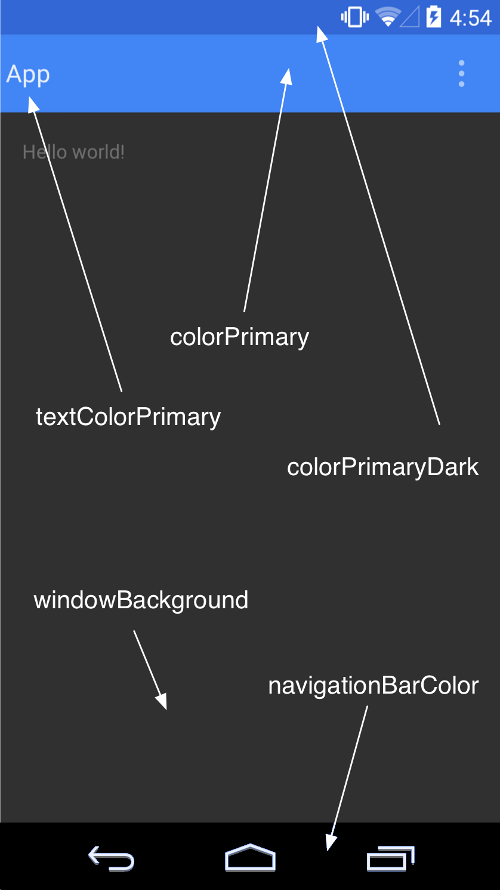 4:54
App
Hello world!
colorPrimary
textColorPrimary
colorPrimaryDark
windowBackground
navigationBarColor